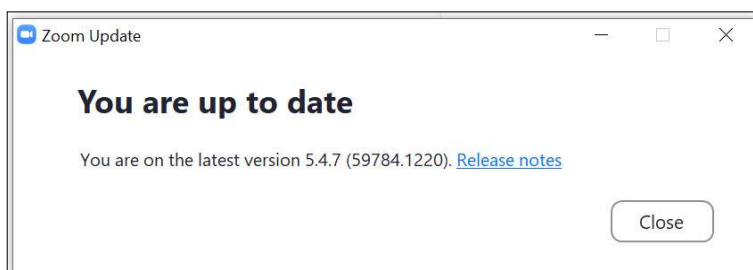 Zoom Update
You are up to date
You are on the latest version 5.4.7 (59784.1220). Release notes
Close